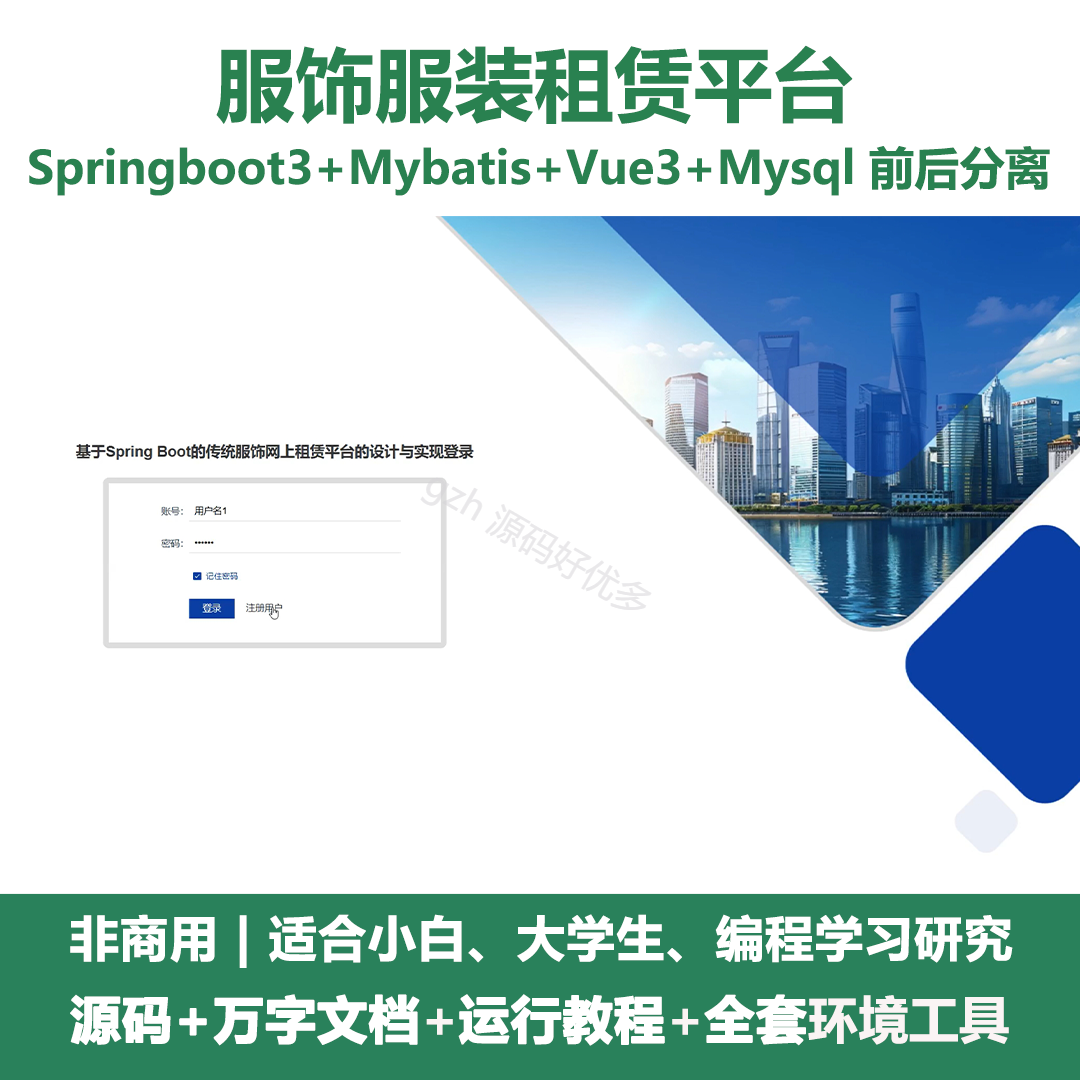 服饰服装租赁平台
Springboot3+Mybatis+Vue3+Mysql 前后分离
基于Spring Boot的传统服饰网上租赁平台的设计与实现登录
账号: 用户名1
密码: ••••••
记住密码
登录 注册用户
gzh 源码好优多
非商用 | 适合小白、大学生、编程学习研究
源码+万字文档+运行教程+全套环境工具